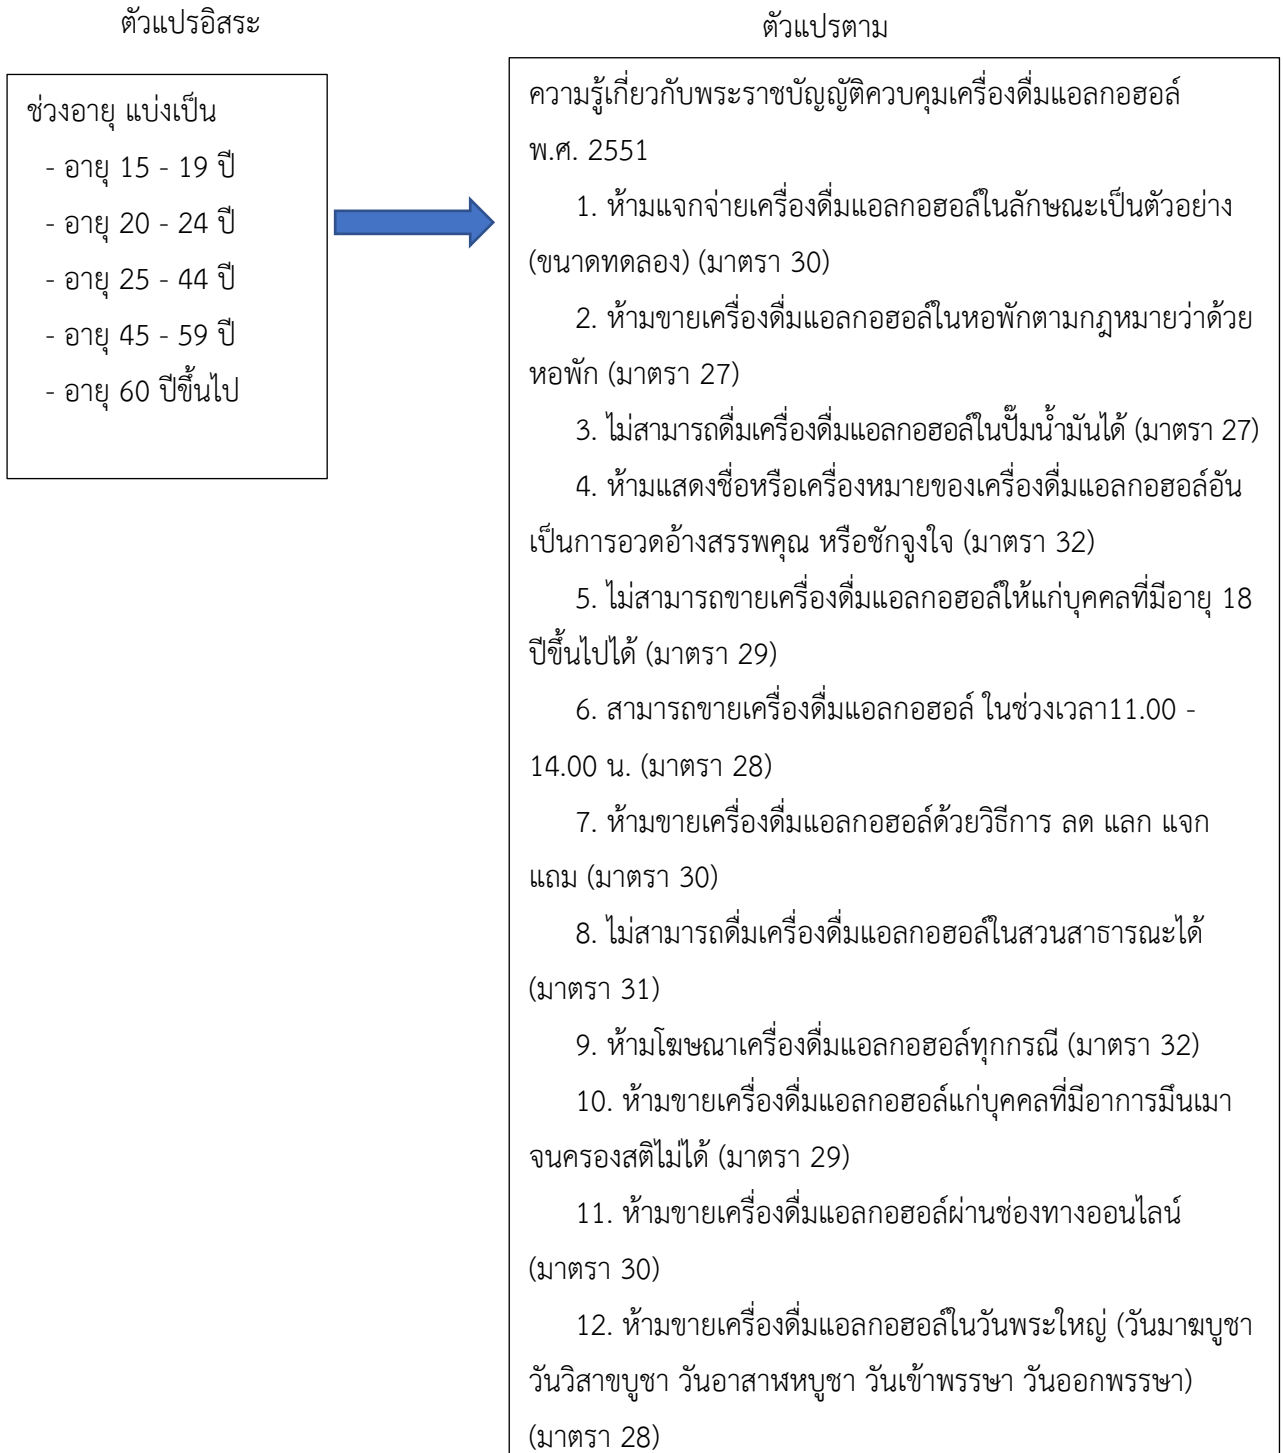 ตัวแปรอิสระ
ตัวแปรตาม
ช่วงอายุ แบ่งเป็น
- อายุ 15 - 19 ปี
- อายุ 20 - 24 ปี
- อายุ 25 - 44 ปี
- อายุ 45 - 59 ปี
- อายุ 60 ปีขึ้นไป
ความรู้เกี่ยวกับพระราชบัญญัติควบคุมเครื่องดื่มแอลกอฮอล์
พ.ศ. 2551
1. ห้ามแจกจ่ายเครื่องดื่มแอลกอฮอล์ในลักษณะเป็นตัวอย่าง
(ขนาดทดลอง) (มาตรา 30)
2. ห้ามขายเครื่องดื่มแอลกอฮอล์ในหอพักตามกฎหมายว่าด้วย
หอพัก (มาตรา 27)
3. ไม่สามารถดื่มเครื่องดื่มแอลกอฮอล์ในปั๊มน้ำมันได้ (มาตรา 27)
4. ห้ามแสดงชื่อหรือเครื่องหมายของเครื่องดื่มแอลกอฮอล์อัน
เป็นการอวดอ้างสรรพคุณ หรือชักจูงใจ (มาตรา 32)
5. ไม่สามารถขายเครื่องดื่มแอลกอฮอล์ให้แก่บุคคลที่มีอายุ 18
ปีขึ้นไปได้ (มาตรา 29)
6. สามารถขายเครื่องดื่มแอลกอฮอล์ ในช่วงเวลา11.00 -
14.00 น. (มาตรา 28)
7. ห้ามขายเครื่องดื่มแอลกอฮอล์ด้วยวิธีการ ลด แลก แจก
แถม (มาตรา 30)
8. ไม่สามารถดื่มเครื่องดื่มแอลกอฮอล์ในสวนสาธารณะได้
(มาตรา 31)
9. ห้ามโฆษณาเครื่องดื่มแอลกอฮอล์ทุกกรณี (มาตรา 32)
10. ห้ามขายเครื่องดื่มแอลกอฮอล์แก่บุคคลที่มีอาการมึนเมา
จนครองสติไม่ได้ (มาตรา 29)
11. ห้ามขายเครื่องดื่มแอลกอฮอล์ผ่านช่องทางออนไลน์
(มาตรา 30)
12. ห้ามขายเครื่องดื่มแอลกอฮอล์ในวันพระใหญ่ (วันมาฆบูชา
วันวิสาขบูชา วันอาสาฬหบูชา วันเข้าพรรษา วันออกพรรษา)
(มาตรา 28)